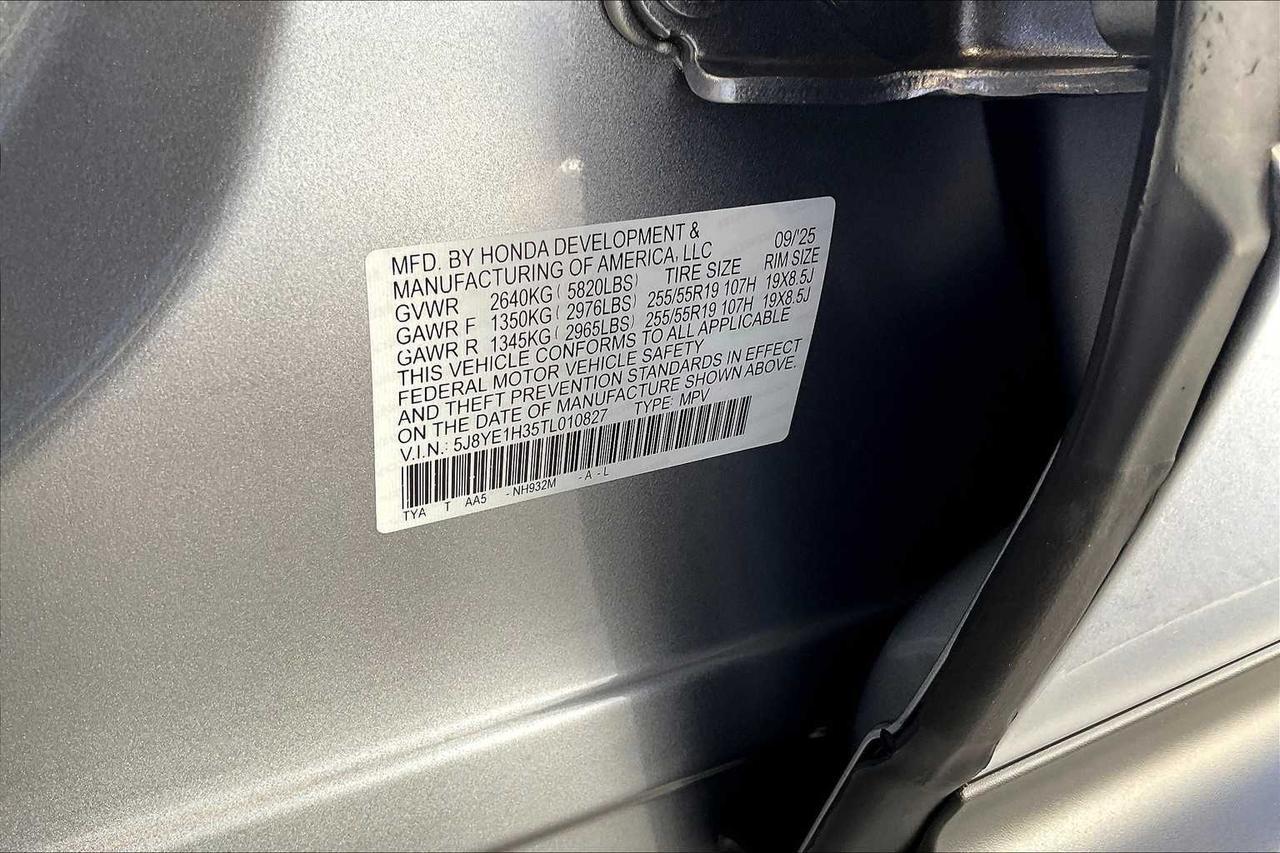 MFD. BY HONDA DEVELOPMENT &
MANUFACTURING OF AMERICA, LLC 09/'25
GVWR 2640KG ( 5820LBS) TIRE SIZE RIM SIZE
GAWR F 1350KG ( 2976LBS) 255/55R19 107H 19X8.5J
GAWR R 1345KG ( 2965LBS) 255/55R19 107H 19X8.5J
THIS VEHICLE CONFORMS TO ALL APPLICABLE
FEDERAL MOTOR VEHICLE SAFETY
AND THEFT PREVENTION STANDARDS IN EFFECT
ON THE DATE OF MANUFACTURE SHOWN ABOVE.
V.I.N.: 5J8YE1H35TL010827 TYPE: MPV
TYA T AA5 - NH932M - A - L